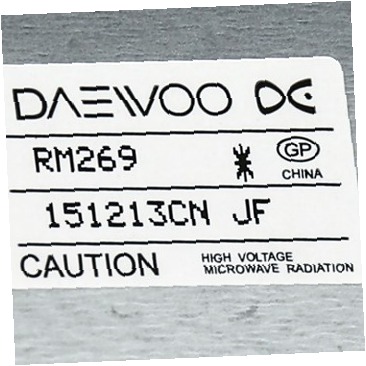 DAEWOO
RM269
GP
CHINA
151213CN JF
CAUTION
HIGH VOLTAGE
MICROWAVE RADIATION